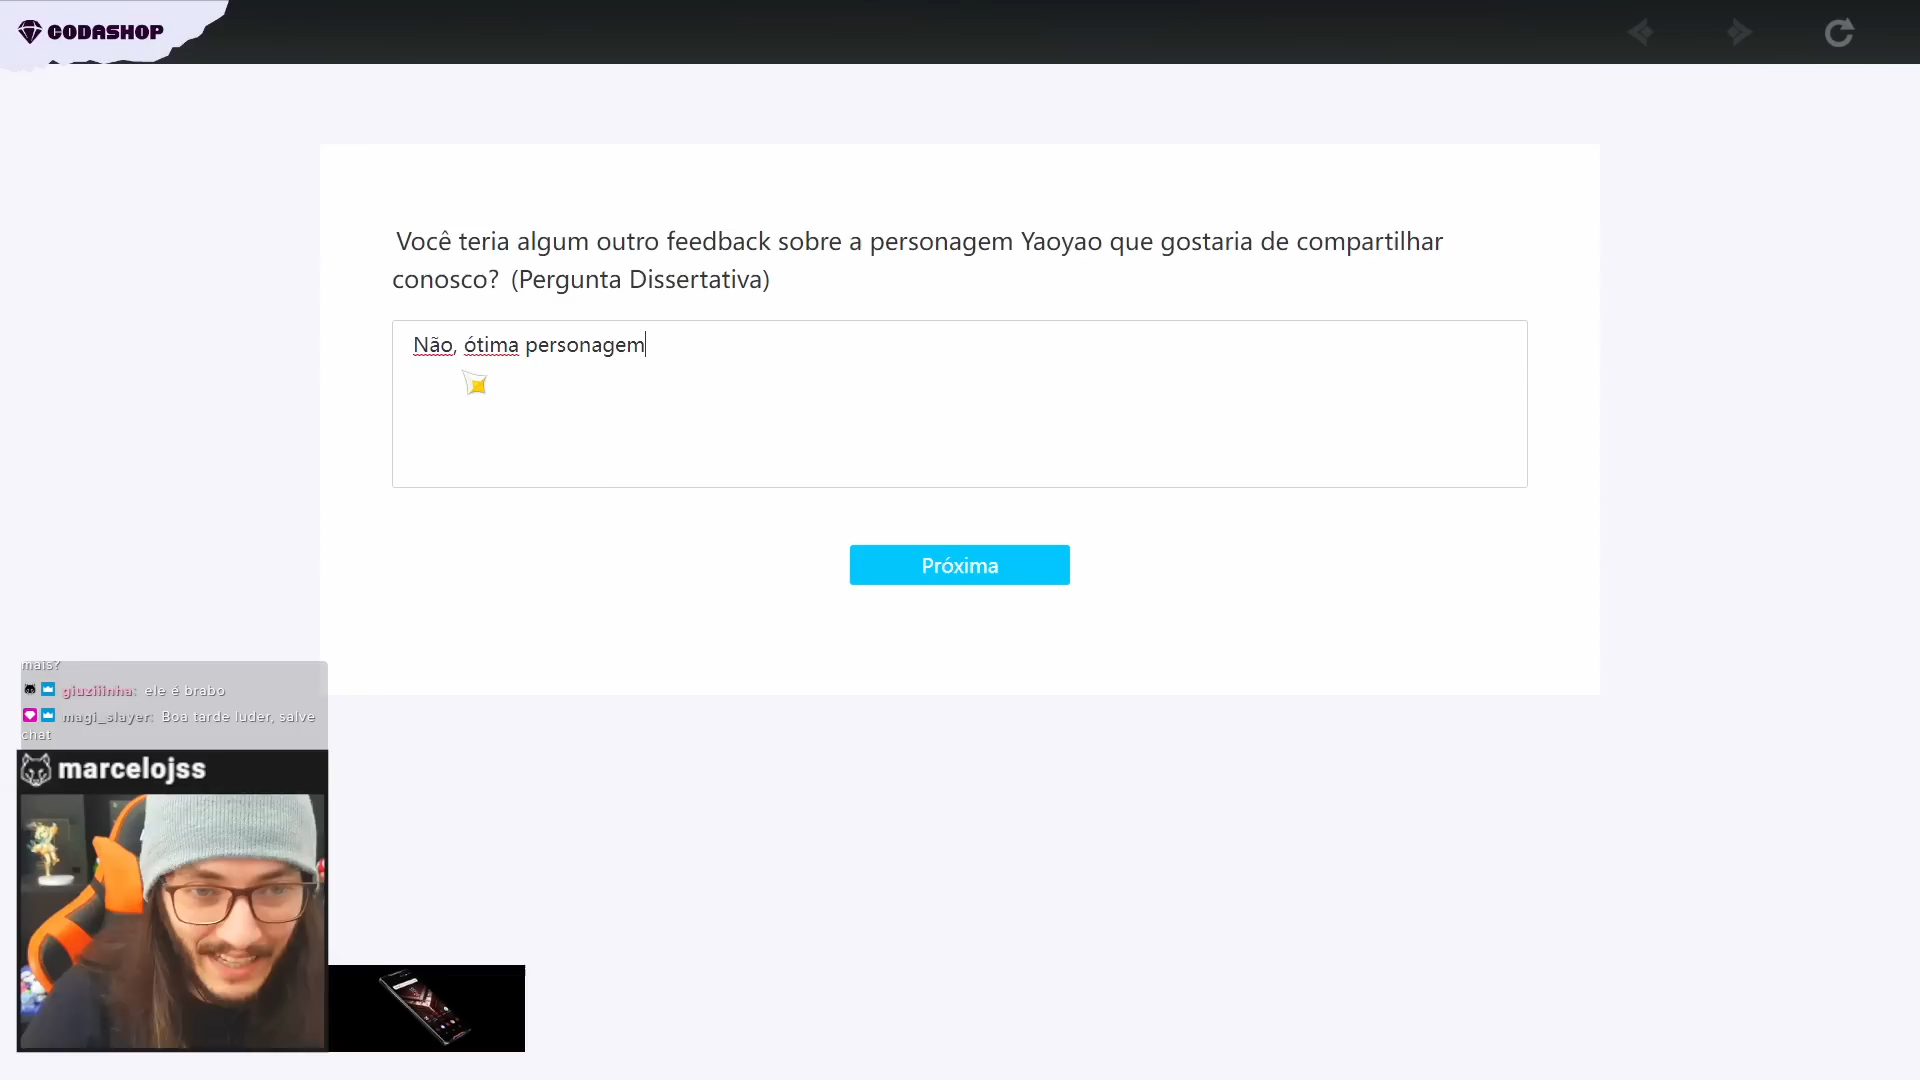 CODASHOP
Você teria algum outro feedback sobre a personagem Yaoyao que gostaria de compartilhar
conosco? (Pergunta Dissertativa)
Não, ótima personagem
Próxima
mais?
giuziiinha: ele é brabo
magi_slayer: Boa tarde luder, salve
chat
marcelojss